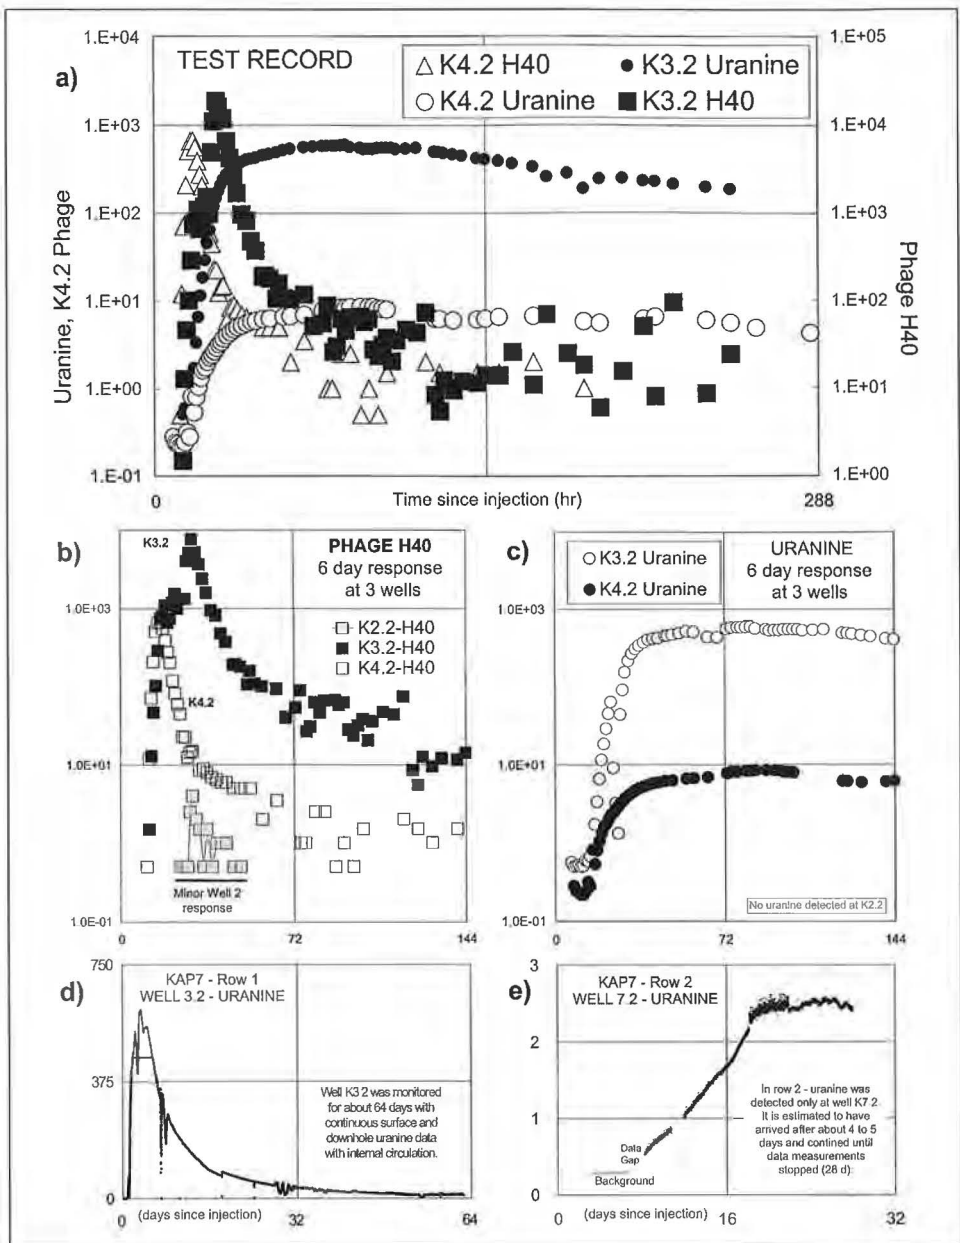 a)
TEST RECORD
△ K4.2 H40
● K3.2 Uranine
○ K4.2 Uranine
■ K3.2 H40
1.E+04
1.E+03
1.E+02
1.E+01
1.E+00
1.E-01
Uranine, K4.2 Phage
1.E+05
1.E+04
1.E+03
1.E+02
1.E+01
1.E+00
Phage H40
0
Time since injection (hr)
288
b)
K3.2
PHAGE H40
6 day response
at 3 wells
K2.2-H40
K3.2-H40
K4.2-H40
K4.2
1.0E+03
1.0E+01
1.0E-01
Minor Well 2
response
0
72
144
c)
K3.2 Uranine
K4.2 Uranine
URANINE
6 day response
at 3 wells
1.0E+03
1.0E+01
1.0E-01
No uranine detected at K2.2
0
72
144
d)
KAP7 - Row 1
WELL 3.2 - URANINE
750
375
0
Well K3.2 was monitored
for about 64 days with
continuous surface and
downhole uranine data
with internal circulation.
0
(days since injection)
32
64
e)
KAP7 - Row 2
WELL 7.2 - URANINE
3
2
1
0
Data
Gap
Background
In row 2 - uranine was
detected only at well K7.2
It is estimated to have
arrived after about 4 to 5
days and contined until
data measurements
stopped (28 d).
0
(days since injection)
16
32